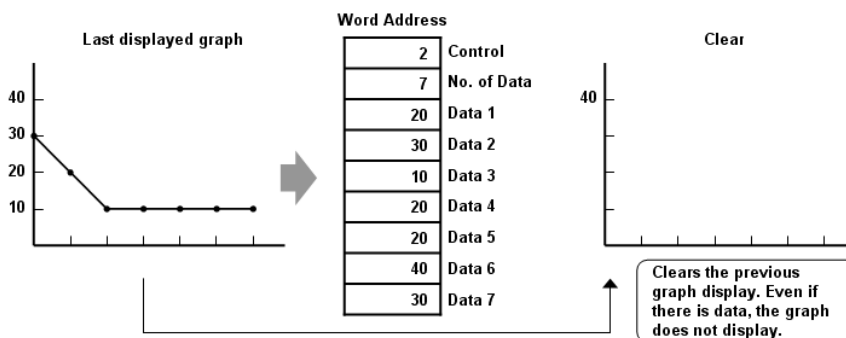 Word Address
Last displayed graph
Clear
2 Control
7 No. of Data
20 Data 1
30 Data 2
10 Data 3
20 Data 4
20 Data 5
40 Data 6
30 Data 7
40
30
20
10
40
Clears the previous
graph display. Even if
there is data, the graph
does not display.